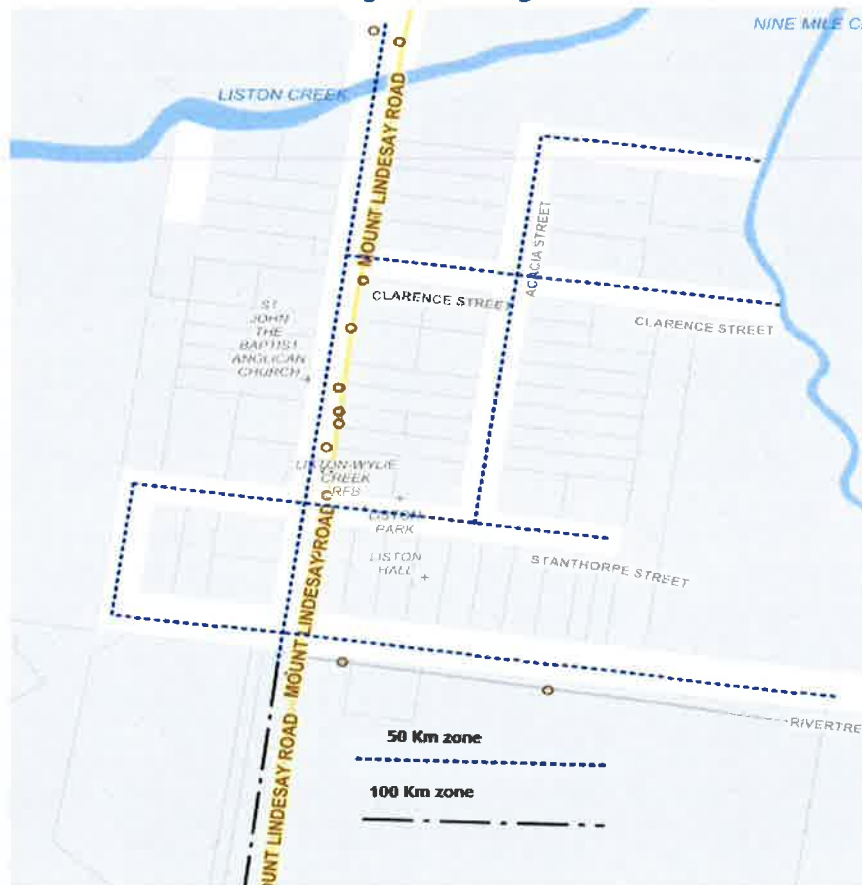 NINE MILE C
LISTON CREEK
MOUNT LINDESAY ROAD
ACACIA STREET
CLARENCE STREET
CLARENCE STREET
ST
JOHN
THE
BAPTIST
ANGLICAN
CHURCH
LISTON-WYLIE
CREEK
RFS
LISTON
PARK
LISTON
HALL
STANTHORPE STREET
MOUNT LINDESAY ROAD
MOUNT LINDESAY ROAD
RIVERTRE
50 Km zone
100 Km zone